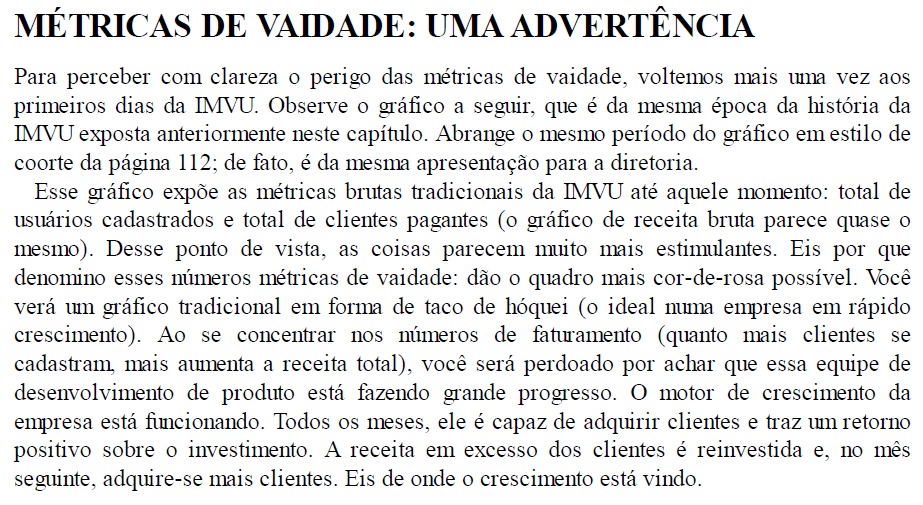 MÉTRICAS DE VAIDADE: UMA ADVERTÊNCIA
Para perceber com clareza o perigo das métricas de vaidade, voltemos mais uma vez aos
primeiros dias da IMVU. Observe o gráfico a seguir, que é da mesma época da história da
IMVU exposta anteriormente neste capítulo. Abrange o mesmo período do gráfico em estilo de
coorte da página 112; de fato, é da mesma apresentação para a diretoria.
Esse gráfico expõe as métricas brutas tradicionais da IMVU até aquele momento: total de
usuários cadastrados e total de clientes pagantes (o gráfico de receita bruta parece quase o
mesmo). Desse ponto de vista, as coisas parecem muito mais estimulantes. Eis por que
denomino esses números métricas de vaidade: dão o quadro mais cor-de-rosa possível. Você
verá um gráfico tradicional em forma de taco de hóquei (o ideal numa empresa em rápido
crescimento). Ao se concentrar nos números de faturamento (quanto mais clientes se
cadastram, mais aumenta a receita total), você será perdoado por achar que essa equipe de
desenvolvimento de produto está fazendo grande progresso. O motor de crescimento da
empresa está funcionando. Todos os meses, ele é capaz de adquirir clientes e traz um retorno
positivo sobre o investimento. A receita em excesso dos clientes é reinvestida e, no mês
seguinte, adquire-se mais clientes. Eis de onde o crescimento está vindo.